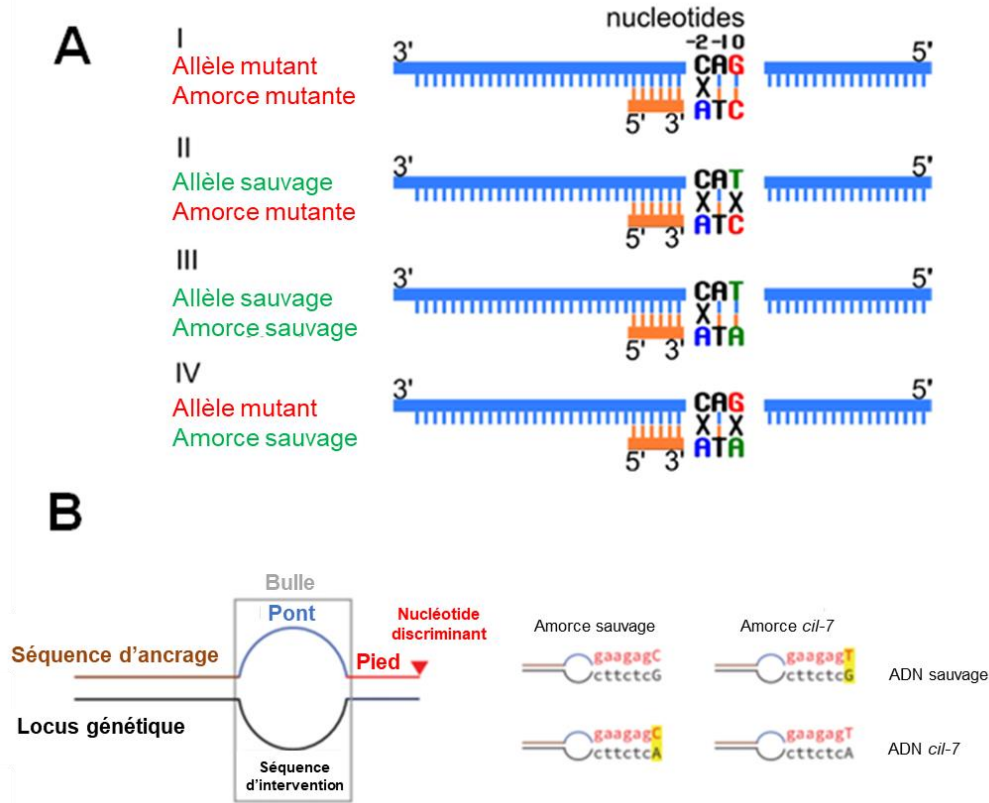 A
nucleotides
-2 -1 0
I
Allèle mutant
Amorce mutante
3'
5'
CAG
X
ATC
5' 3'
II
Allèle sauvage
Amorce mutante
3'
5'
CAT
X X
ATC
5' 3'
III
Allèle sauvage
Amorce sauvage
3'
5'
CAT
X
ATA
5' 3'
IV
Allèle mutant
Amorce sauvage
3'
5'
CAG
X X
ATA
5' 3'
B
Bulle
Pont
Séquence d'ancrage
Pied
Nucléotide
discriminant
Locus génétique
Séquence
d'intervention
Amorce sauvage
Amorce cil-7
gaagagC
cttctcG
gaagagT
cttctcG
ADN sauvage
gaagagC
cttctcA
gaagagT
cttctcA
ADN cil-7